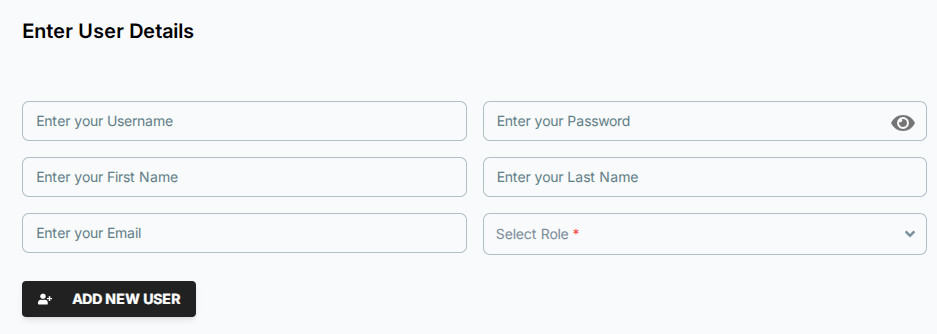 Enter User Details
Enter your Username
Enter your Password
Enter your First Name
Enter your Last Name
Enter your Email
Select Role *
ADD NEW USER